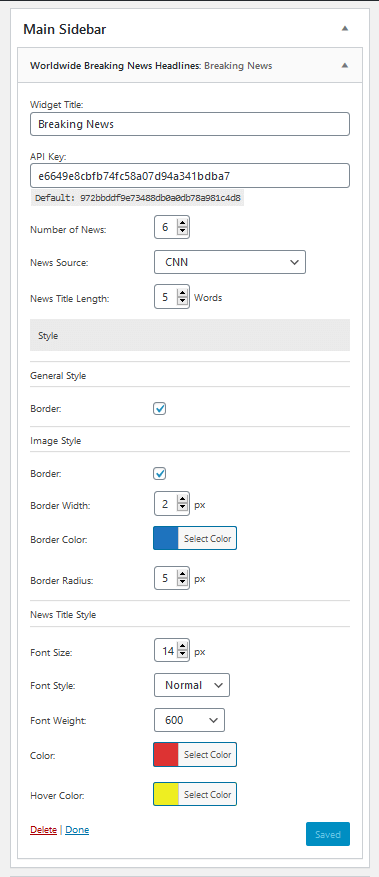 Main Sidebar
Worldwide Breaking News Headlines: Breaking News
Widget Title:
Breaking News
API Key:
e6649e8cbfb74fc58a07d94a341bdba7
Default: 972bbddf9e73488db0a0db78a981c4d8
Number of News: 6
News Source: CNN
News Title Length: 5 Words
Style
General Style
Border:
Image Style
Border:
Border Width: 2 px
Border Color: Select Color
Border Radius: 5 px
News Title Style
Font Size: 14 px
Font Style: Normal
Font Weight: 600
Color: Select Color
Hover Color: Select Color
Delete | Done Saved